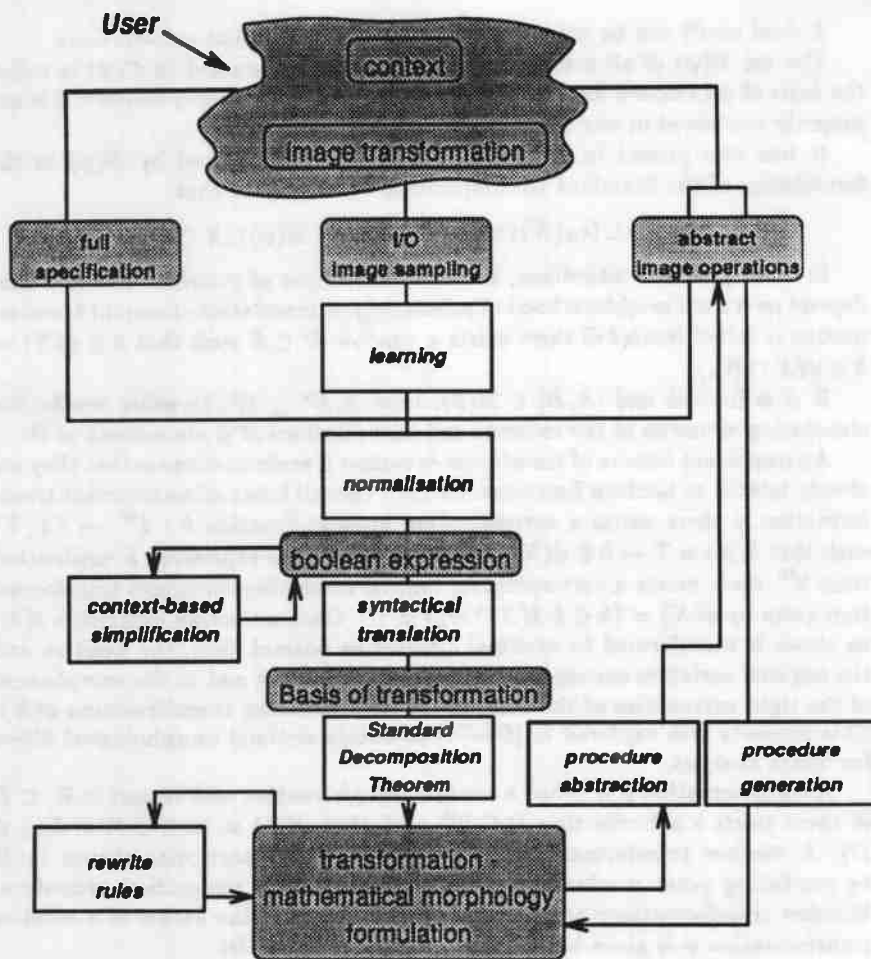 User
context
image transformation
full
specification
I/O
image sampling
abstract
image operations
learning
normalisation
boolean expression
context-based
simplification
syntactical
translation
Basis of transformation
Standard
Decomposition
Theorem
procedure
abstraction
procedure
generation
rewrite
rules
transformation -
mathematical morphology
formulation